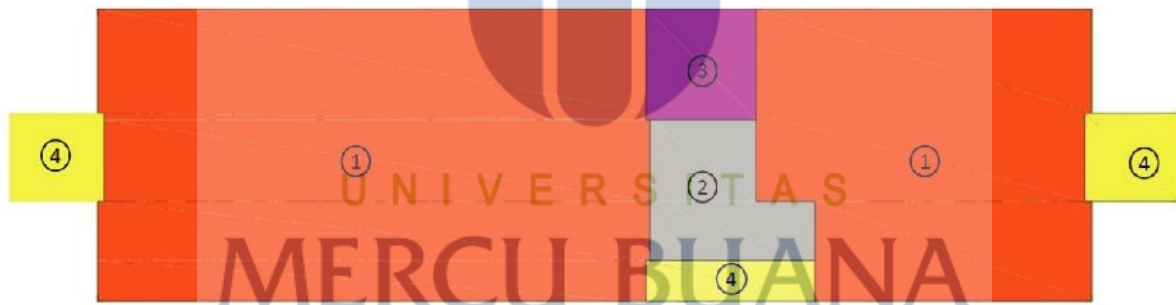 ③
④ ① ① ④
②
UNIVERSITAS
MERCU BUANA
④